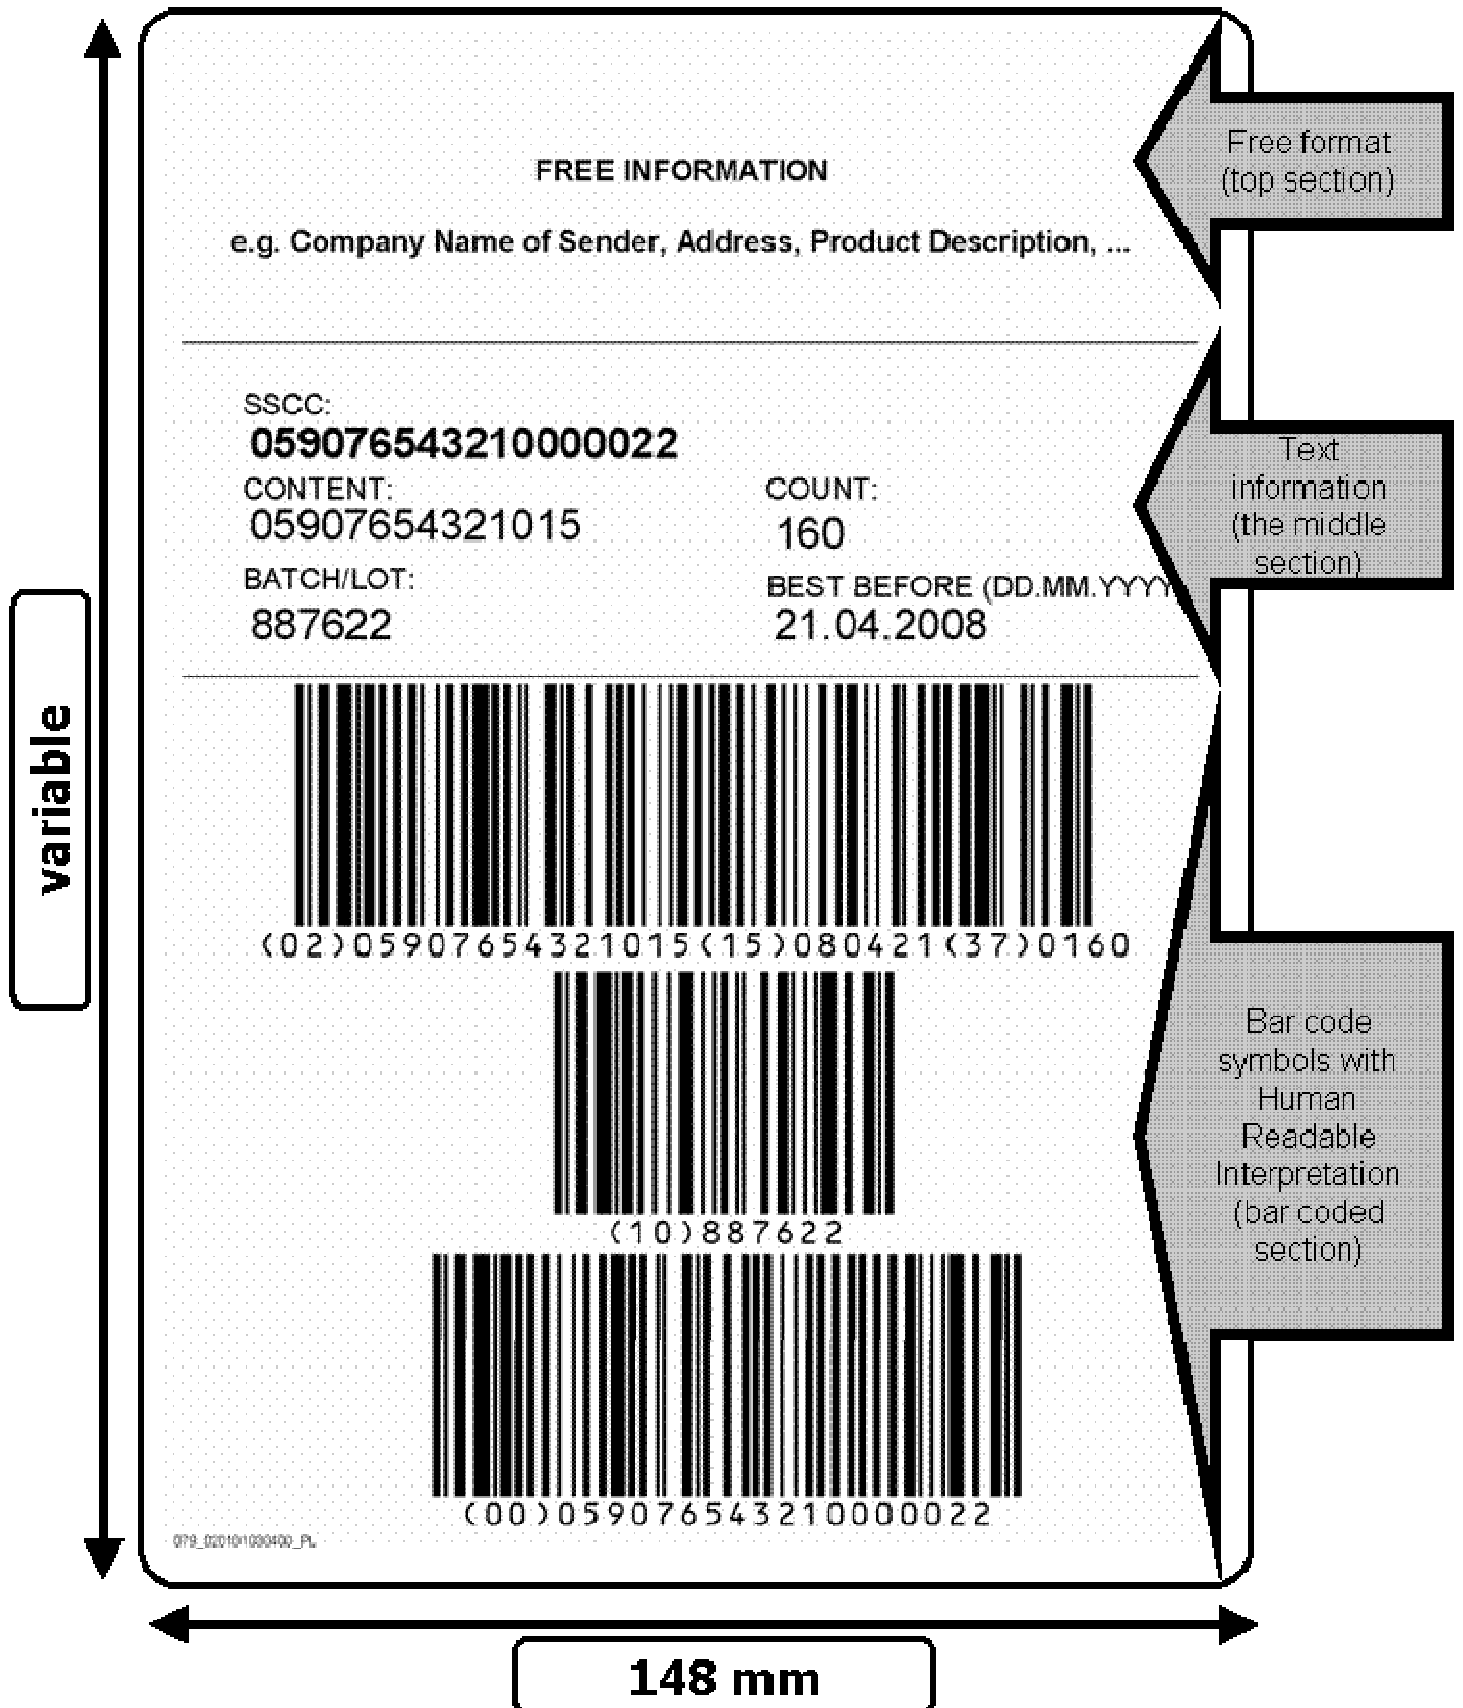 FREE INFORMATION
e.g. Company Name of Sender, Address, Product Description, ...
Free format
(top section)
SSCC:
059076543210000022
CONTENT:
05907654321015
COUNT:
160
BATCH/LOT:
887622
BEST BEFORE (DD.MM.YYYY
21.04.2008
Text
information
(the middle
section)
(02)05907654321015(15)080421(37)0160
(10)887622
(00)059076543210000022
Bar code
symbols with
Human
Readable
Interpretation
(bar coded
section)
variable
148 mm